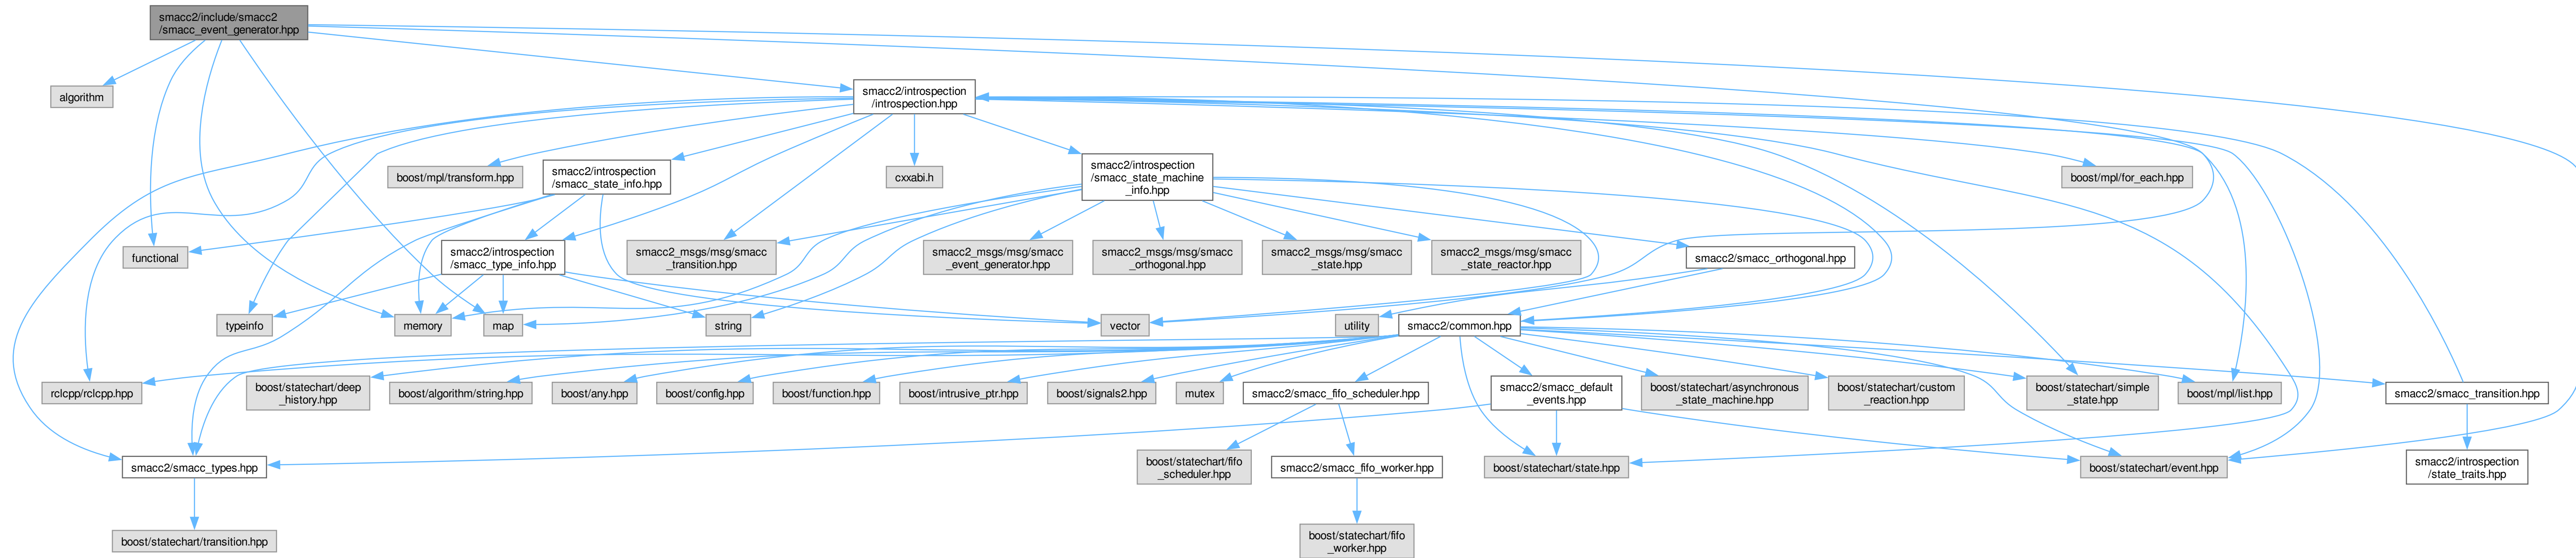 smacc2/include/smacc2
/smacc_event_generator.hpp
algorithm
smacc2/introspection
/introspection.hpp
boost/mpl/transform.hpp
smacc2/introspection
/smacc_state_info.hpp
cxxabi.h
smacc2/introspection
/smacc_state_machine
_info.hpp
boost/mpl/for_each.hpp
functional
smacc2/introspection
/smacc_type_info.hpp
smacc2_msgs/msg/smacc
_transition.hpp
smacc2_msgs/msg/smacc
_event_generator.hpp
smacc2_msgs/msg/smacc
_orthogonal.hpp
smacc2_msgs/msg/smacc
_state.hpp
smacc2_msgs/msg/smacc
_state_reactor.hpp
smacc2/smacc_orthogonal.hpp
typeinfo
memory
map
string
vector
utility
smacc2/common.hpp
rclcpp/rclcpp.hpp
boost/statechart/deep
_history.hpp
boost/algorithm/string.hpp
boost/any.hpp
boost/config.hpp
boost/function.hpp
boost/intrusive_ptr.hpp
boost/signals2.hpp
mutex
smacc2/smacc_fifo_scheduler.hpp
smacc2/smacc_default
_events.hpp
boost/statechart/asynchronous
_state_machine.hpp
boost/statechart/custom
_reaction.hpp
boost/statechart/simple
_state.hpp
boost/mpl/list.hpp
smacc2/smacc_transition.hpp
smacc2/smacc_types.hpp
boost/statechart/fifo
_scheduler.hpp
smacc2/smacc_fifo_worker.hpp
boost/statechart/state.hpp
boost/statechart/event.hpp
smacc2/introspection
/state_traits.hpp
boost/statechart/transition.hpp
boost/statechart/fifo
_worker.hpp